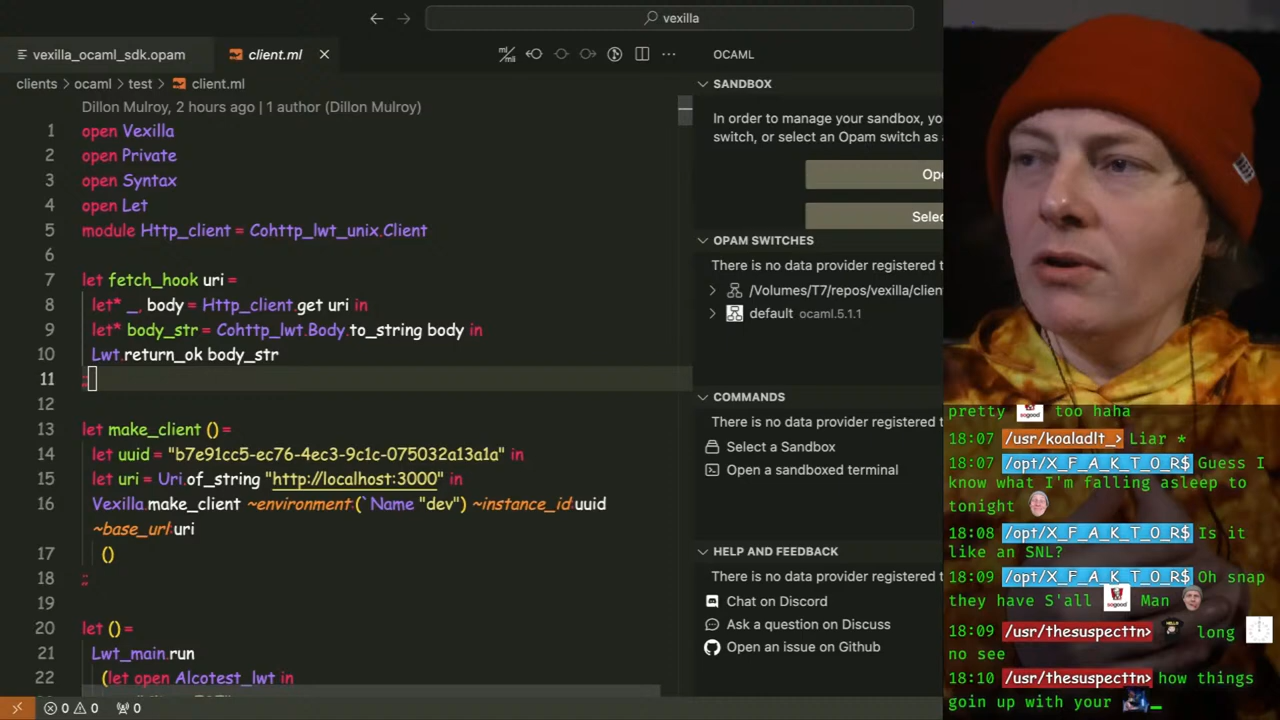 vexilla
vexilla_ocaml_sdk.opam
client.ml
clients > ocaml > test > client.ml
Dillon Mulroy, 2 hours ago | 1 author (Dillon Mulroy)
1 open Vexilla
2 open Private
3 open Syntax
4 open Let
5 module Http_client = Cohttp_lwt_unix.Client
6
7 let fetch_hook uri =
8 let* _, body = Http_client.get uri in
9 let* body_str = Cohttp_lwt.Body.to_string body in
10 Lwt.return_ok body_str
11 ;;
12
13 let make_client () =
14 let uuid = "b7e91cc5-ec76-4ec3-9c1c-075032a13a1a" in
15 let uri = Uri.of_string "http://localhost:3000" in
16 Vexilla.make_client ~environment:(`Name "dev") ~instance_id:uuid
~base_url:uri
17 ()
18 ;;
19
20 let () =
21 Lwt_main.run
22 (let open Alcotest_lwt in
0 0 0
OCAML
SANDBOX
In order to manage your sandbox, you
switch, or select an Opam switch as a
Ope
Selec
OPAM SWITCHES
There is no data provider registered t
/Volumes/T7/repos/vexilla/clien
default ocaml.5.1.1
COMMANDS
There is no data provider registered t
Select a Sandbox
Open a sandboxed terminal
HELP AND FEEDBACK
There is no data provider registered t
Chat on Discord
Ask a question on Discuss
Open an issue on Github
pretty sogood too haha
18:07 /usr/koaladlt_> Liar *
18:07 /opt/X_F_A_K_T_O_R$ Guess I
know what I'm falling asleep to
tonight
18:08 /opt/X_F_A_K_T_O_R$ Is it
like an SNL?
18:09 /opt/X_F_A_K_T_O_R$ Oh snap
they have S'all sogood Man
18:09 /usr/thesuspecttn> HELLO long
no see
18:10 /usr/thesuspecttn> how things
goin up with your